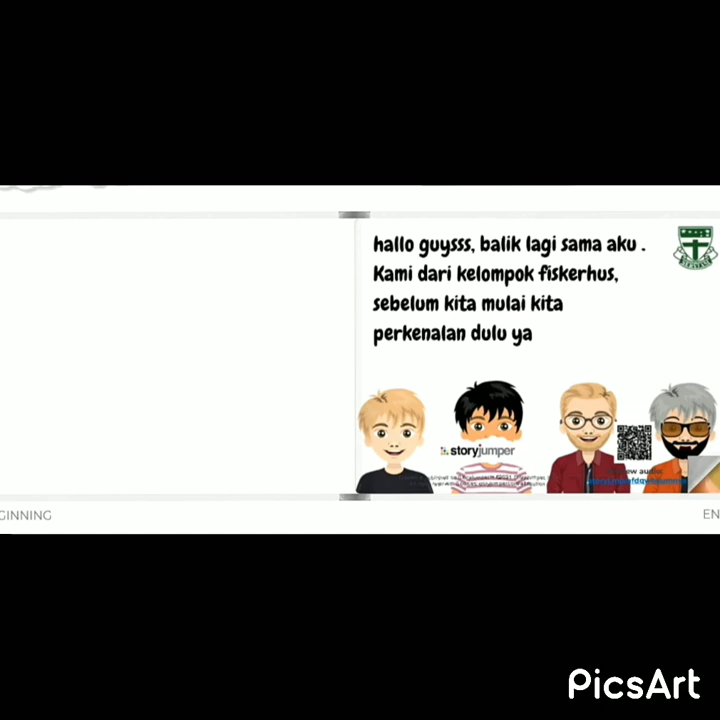 hallo guysss, balik lagi sama aku .
Kami dari kelompok fiskerhus,
sebelum kita mulai kita
perkenalan dulu ya
storyjumper
GINNING
EN
PicsArt